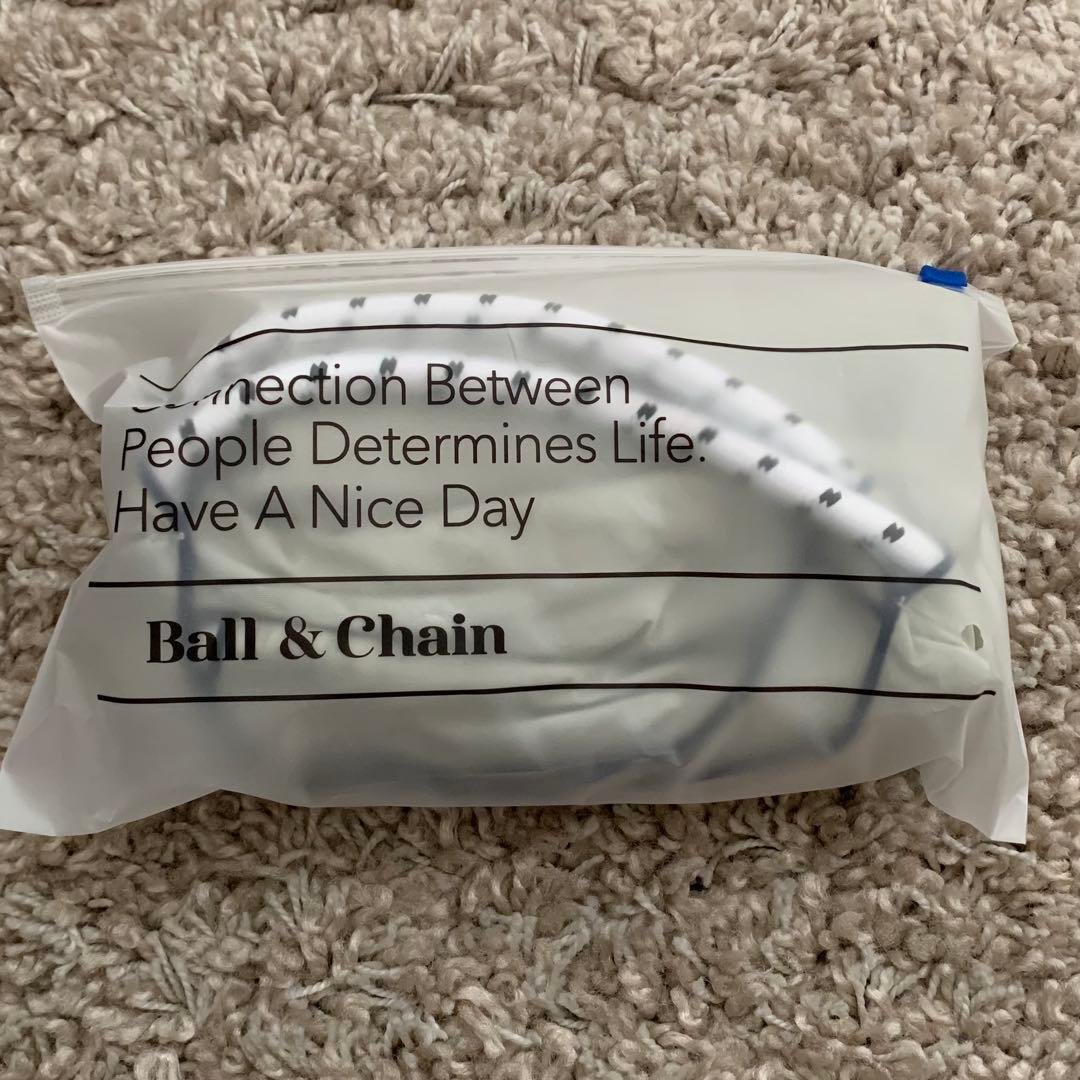 Connection Between
People Determines Life.
Have A Nice Day
Ball & Chain